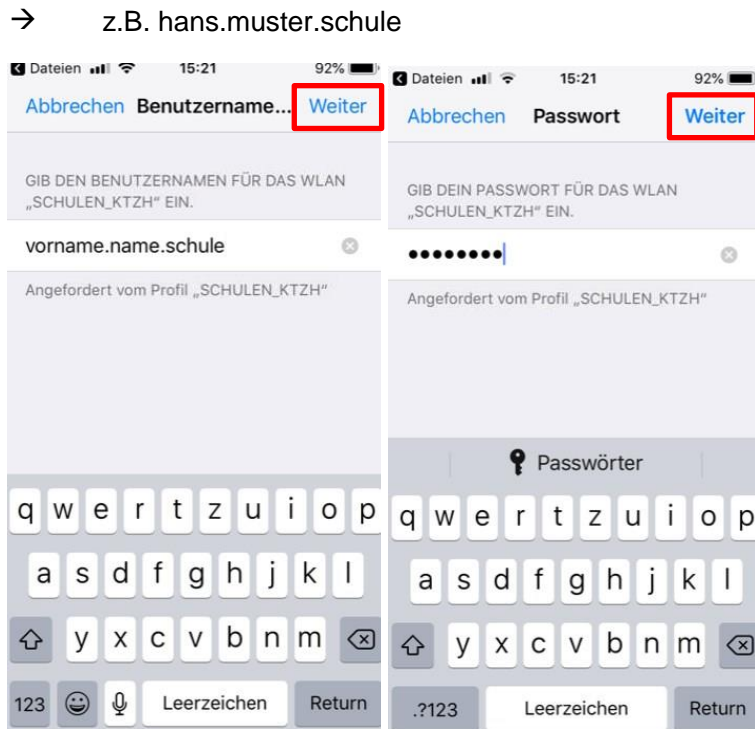 → z.B. hans.muster.schule
Dateien 15:21 92%
Abbrechen Benutzername... Weiter
GIB DEN BENUTZERNAMEN FÜR DAS WLAN
„SCHULEN_KTZH“ EIN.
vorname.name.schule
Angefordert vom Profil „SCHULEN_KTZH“
q w e r t z u i o p
a s d f g h j k l
y x c v b n m
123 Leerzeichen Return
Dateien 15:21 92%
Abbrechen Passwort Weiter
GIB DEIN PASSWORT FÜR DAS WLAN
„SCHULEN_KTZH“ EIN.
••••••••
Angefordert vom Profil „SCHULEN_KTZH“
Passwörter
q w e r t z u i o p
a s d f g h j k l
y x c v b n m
.?123 Leerzeichen Return